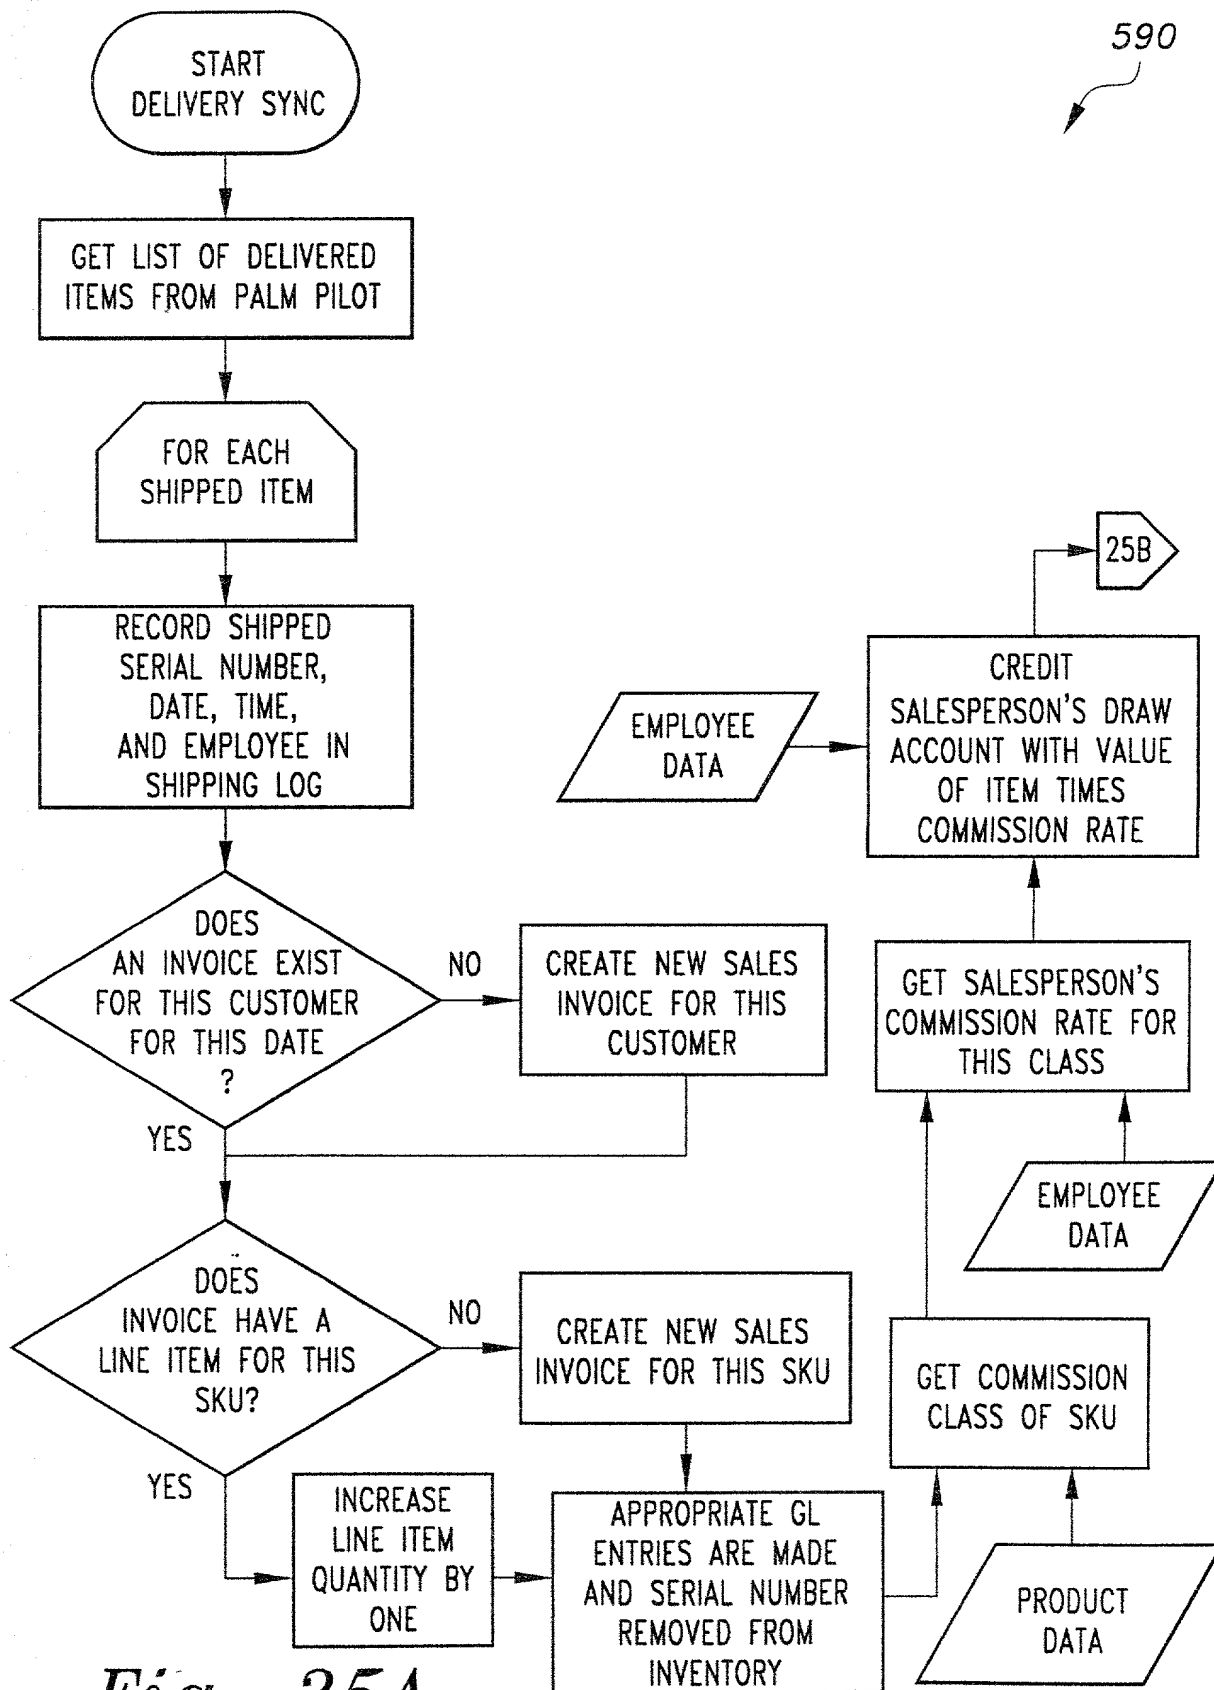 590
START
DELIVERY SYNC
GET LIST OF DELIVERED
ITEMS FROM PALM PILOT
FOR EACH
SHIPPED ITEM
RECORD SHIPPED
SERIAL NUMBER,
DATE, TIME,
AND EMPLOYEE IN
SHIPPING LOG
DOES
AN INVOICE EXIST
FOR THIS CUSTOMER
FOR THIS DATE
?
NO
CREATE NEW SALES
INVOICE FOR THIS
CUSTOMER
YES
DOES
INVOICE HAVE A
LINE ITEM FOR THIS
SKU?
NO
CREATE NEW SALES
INVOICE FOR THIS SKU
YES
INCREASE
LINE ITEM
QUANTITY BY
ONE
APPROPRIATE GL
ENTRIES ARE MADE
AND SERIAL NUMBER
REMOVED FROM
INVENTORY
PRODUCT
DATA
GET COMMISSION
CLASS OF SKU
EMPLOYEE
DATA
GET SALESPERSON'S
COMMISSION RATE FOR
THIS CLASS
EMPLOYEE
DATA
CREDIT
SALESPERSON'S DRAW
ACCOUNT WITH VALUE
OF ITEM TIMES
COMMISSION RATE
25B
Fig. 25A